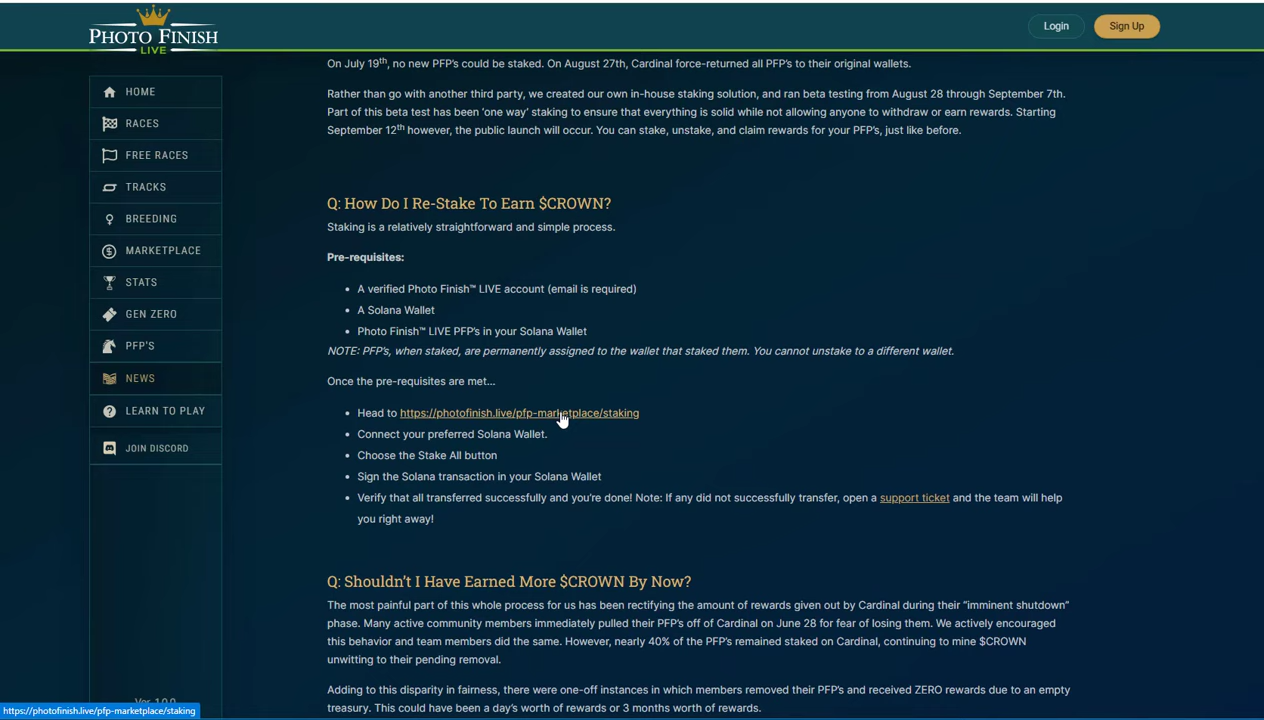 PHOTO FINISH
LIVE
Login
Sign Up
HOME
RACES
FREE RACES
TRACKS
BREEDING
MARKETPLACE
STATS
GEN ZERO
PFP'S
NEWS
LEARN TO PLAY
JOIN DISCORD
Ver. 1.0.0
On July 19th, no new PFP's could be staked. On August 27th, Cardinal force-returned all PFP's to their original wallets.
Rather than go with another third party, we created our own in-house staking solution, and ran beta testing from August 28 through September 7th.
Part of this beta test has been 'one way' staking to ensure that everything is solid while not allowing anyone to withdraw or earn rewards. Starting
September 12th however, the public launch will occur. You can stake, unstake, and claim rewards for your PFP's, just like before.
Q: How Do I Re-Stake To Earn $CROWN?
Staking is a relatively straightforward and simple process.
Pre-requisites:
• A verified Photo Finish™ LIVE account (email is required)
• A Solana Wallet
• Photo Finish™ LIVE PFP's in your Solana Wallet
NOTE: PFP's, when staked, are permanently assigned to the wallet that staked them. You cannot unstake to a different wallet.
Once the pre-requisites are met...
• Head to https://photofinish.live/pfp-marketplace/staking
• Connect your preferred Solana Wallet.
• Choose the Stake All button
• Sign the Solana transaction in your Solana Wallet
• Verify that all transferred successfully and you're done! Note: If any did not successfully transfer, open a support ticket and the team will help
you right away!
Q: Shouldn't I Have Earned More $CROWN By Now?
The most painful part of this whole process for us has been rectifying the amount of rewards given out by Cardinal during their "imminent shutdown"
phase. Many active community members immediately pulled their PFP's off of Cardinal on June 28 for fear of losing them. We actively encouraged
this behavior and team members did the same. However, nearly 40% of the PFP's remained staked on Cardinal, continuing to mine $CROWN
unwitting to their pending removal.
Adding to this disparity in fairness, there were one-off instances in which members removed their PFP's and received ZERO rewards due to an empty
treasury. This could have been a day's worth of rewards or 3 months worth of rewards.
https://photofinish.live/pfp-marketplace/staking